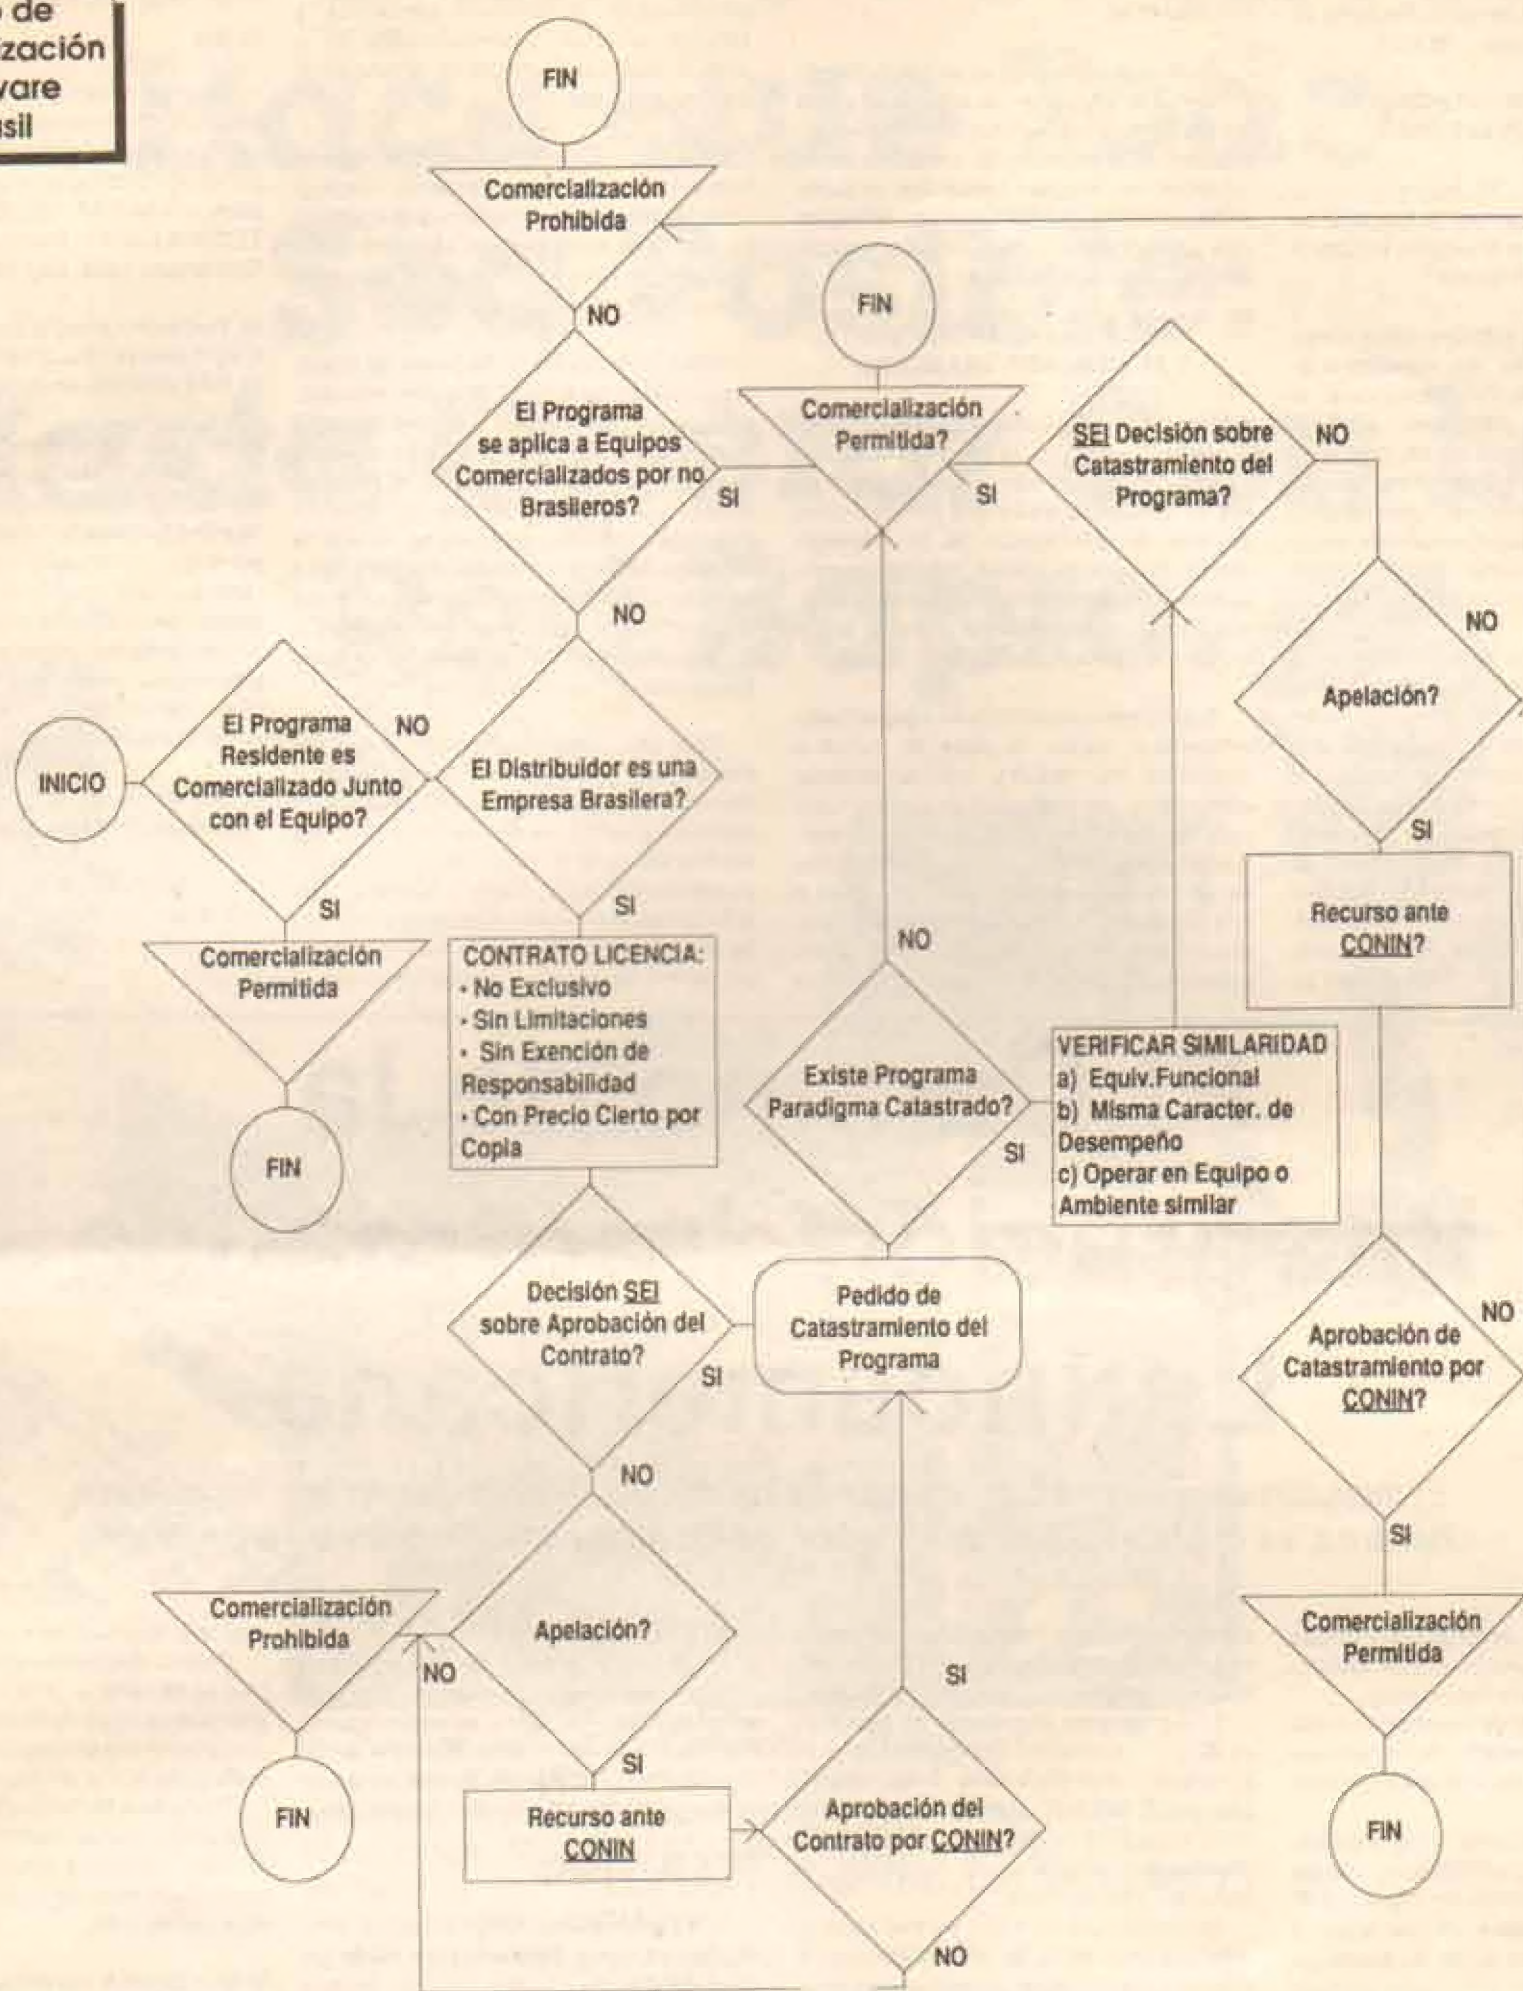 de
ización
ware
asil
FIN
Comercialización
Prohibida
NO
El Programa
se aplica a Equipos
Comercializados por no
Brasileros?
SI
NO
FIN
Comercialización
Permitida?
SI
SEI Decisión sobre
Catastramiento del
Programa?
NO
Apelación?
NO
SI
Recurso ante
CONIN?
INICIO
El Programa
Residente es
Comercializado Junto
con el Equipo?
NO
SI
Comercialización
Permitida
FIN
El Distribuidor es una
Empresa Brasilera?
SI
CONTRATO LICENCIA:
• No Exclusivo
• Sin Limitaciones
• Sin Exención de
Responsabilidad
• Con Precio Cierto por
Copia
NO
Existe Programa
Paradigma Catastrado?
SI
VERIFICAR SIMILARIDAD
a) Equiv.Funcional
b) Misma Caracter. de
Desempeño
c) Operar en Equipo o
Ambiente similar
Decisión SEI
sobre Aprobación del
Contrato?
SI
NO
Pedido de
Catastramiento del
Programa
Aprobación de
Catastramiento por
CONIN?
NO
SI
Comercialización
Permitida
FIN
Comercialización
Prohibida
FIN
Apelación?
NO
SI
Recurso ante
CONIN
SI
Aprobación del
Contrato por CONIN?
NO